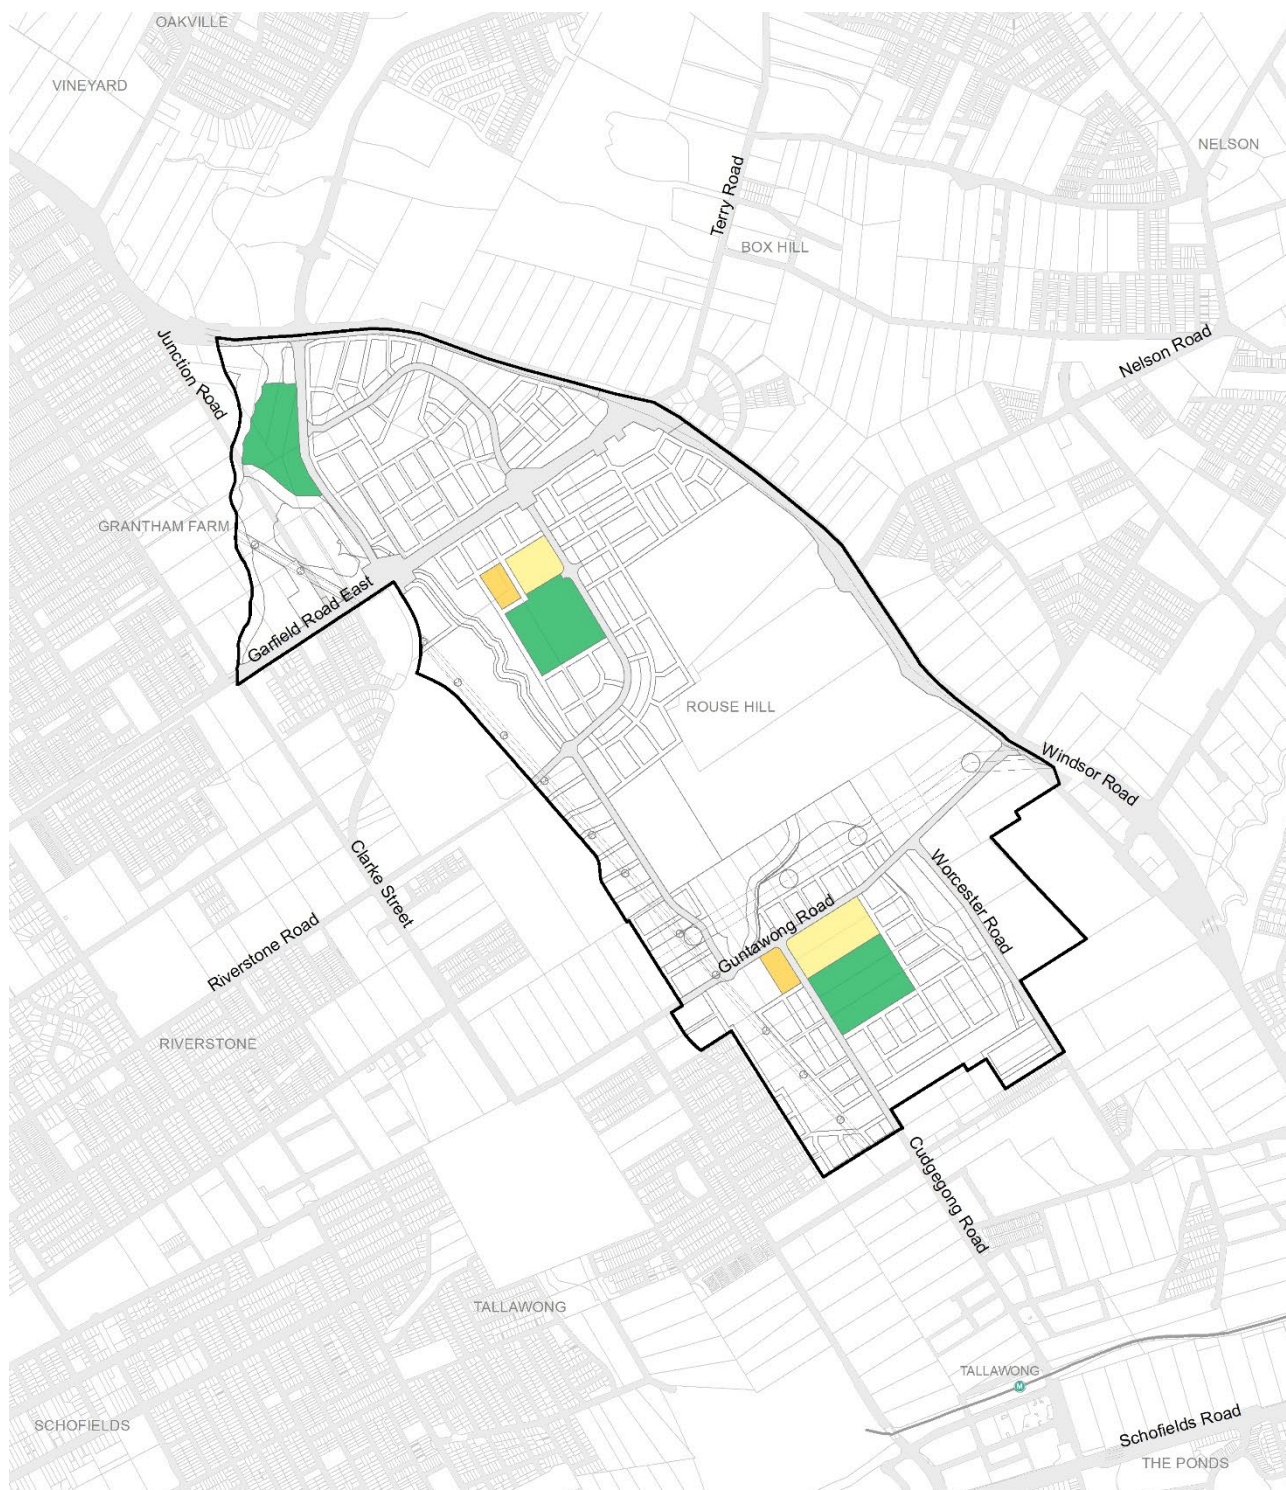 OAKVILLE
VINEYARD
NELSON
Terry Road
BOX HILL
Junction Road
Nelson Road
GRANTHAM FARM
Garfield Road East
ROUSE HILL
Windsor Road
Clarke Street
Worcester Road
Riverstone Road
Guntawong Road
RIVERSTONE
Cudgegong Road
TALLAWONG
TALLAWONG
M
SCHOFIELDS
Schofields Road
THE PONDS